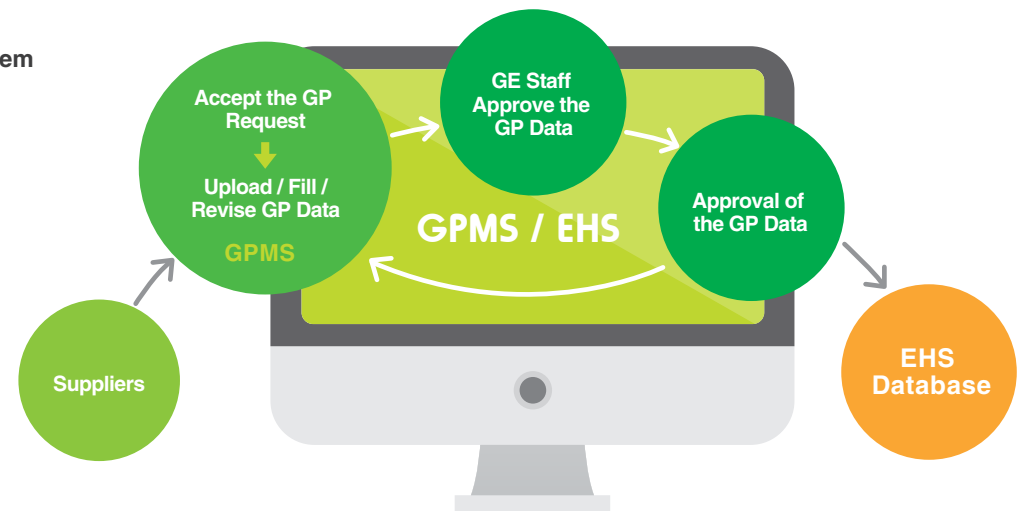 em
Accept the GP
Request
Upload / Fill /
Revise GP Data
GPMS
GE Staff
Approve the
GP Data
Approval of
the GP Data
GPMS / EHS
Suppliers
EHS
Database